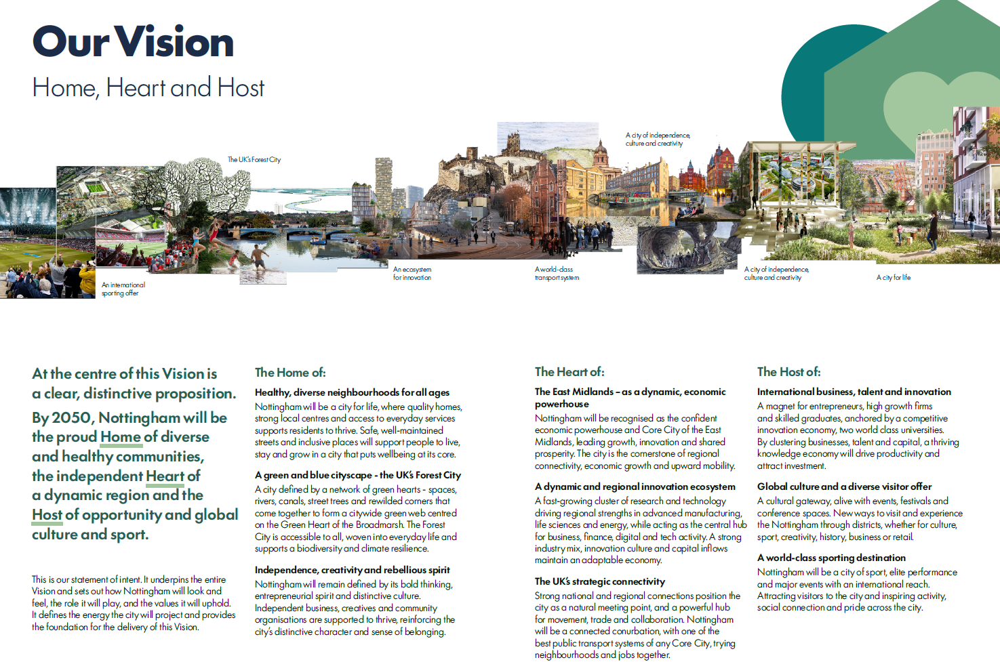 Our Vision
Home, Heart and Host
A city of independence,
culture and creativity
The UK's Forest City
An ecosystem
for innovation
A world-class
transport system
A city of independence,
culture and creativity
A city for life
An international
sporting offer
At the centre of this Vision is
a clear, distinctive proposition.
By 2050, Nottingham will be
the proud Home of diverse
and healthy communities,
the independent Heart of
a dynamic region and the
Host of opportunity and global
culture and sport.
This is our statement of intent. It underpins the entire
Vision and sets out how Nottingham will look and
feel, the role it will play, and the values it will uphold.
It defines the energy the city will project and provides
the foundation for the delivery of this Vision.
The Home of:
Healthy, diverse neighbourhoods for all ages
Nottingham will be a city for life, where quality homes,
strong local centres and access to everyday services
supports residents to thrive. Safe, well-maintained
streets and inclusive places will support people to live,
stay and grow in a city that puts wellbeing at its core.
A green and blue cityscape - the UK's Forest City
A city defined by a network of green hearts - spaces,
rivers, canals, street trees and rewilded corners that
come together to form a citywide green web centred
on the Green Heart of the Broadmarsh. The Forest
City is accessible to all, woven into everyday life and
supports a biodiversity and climate resilience.
Independence, creativity and rebellious spirit
Nottingham will remain defined by its bold thinking,
entrepreneurial spirit and distinctive culture.
Independent business, creatives and community
organisations are supported to thrive, reinforcing the
city's distinctive character and sense of belonging.
The Heart of:
The East Midlands – as a dynamic, economic
powerhouse
Nottingham will be recognised as the confident
economic powerhouse and Core City of the East
Midlands, leading growth, innovation and shared
prosperity. The city is the cornerstone of regional
connectivity, economic growth and upward mobility.
A dynamic and regional innovation ecosystem
A fast-growing cluster of research and technology
driving regional strengths in advanced manufacturing,
life sciences and energy, while acting as the central hub
for business, finance, digital and tech activity. A strong
industry mix, innovation culture and capital inflows
maintain an adaptable economy.
The UK's strategic connectivity
Strong national and regional connections position the
city as a natural meeting point, and a powerful hub
for movement, trade and collaboration. Nottingham
will be a connected conurbation, with one of the
best public transport systems of any Core City, trying
neighbourhoods and jobs together.
The Host of:
International business, talent and innovation
A magnet for entrepreneurs, high growth firms
and skilled graduates, anchored by a competitive
innovation economy, two world class universities.
By clustering businesses, talent and capital, a thriving
knowledge economy will drive productivity and
attract investment.
Global culture and a diverse visitor offer
A cultural gateway, alive with events, festivals and
conference spaces. New ways to visit and experience
the Nottingham through districts, whether for culture,
sport, creativity, history, business or retail.
A world-class sporting destination
Nottingham will be a city of sport, elite performance
and major events with an international reach.
Attracting visitors to the city and inspiring activity,
social connection and pride across the city.